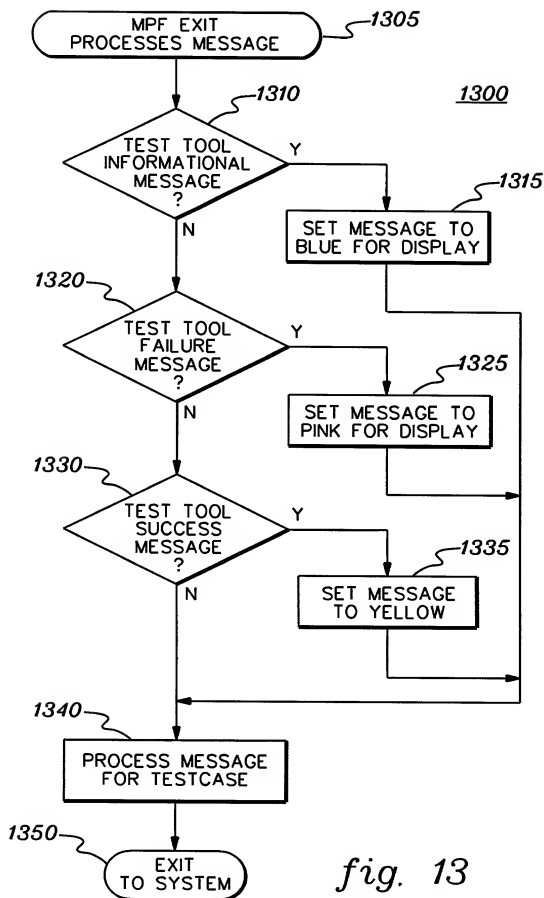 MPF EXIT
PROCESSES MESSAGE
1305
1300
1310
TEST TOOL
INFORMATIONAL
MESSAGE
?
Y
N
1315
SET MESSAGE TO
BLUE FOR DISPLAY
1320
TEST TOOL
FAILURE
MESSAGE
?
Y
N
1325
SET MESSAGE TO
PINK FOR DISPLAY
1330
TEST TOOL
SUCCESS
MESSAGE
?
Y
N
1335
SET MESSAGE
TO YELLOW
1340
PROCESS MESSAGE
FOR TESTCASE
1350
EXIT
TO SYSTEM
fig. 13